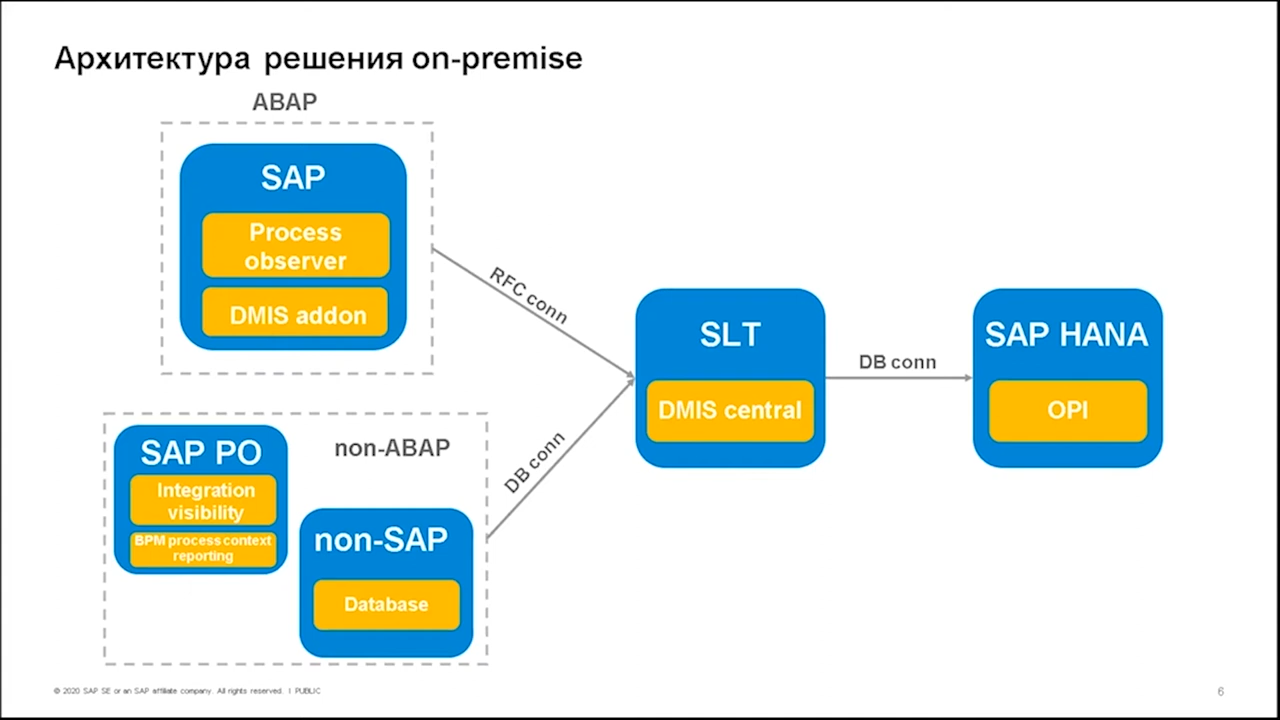 Архитектура решения on-premise
ABAP
SAP
Process
observer
DMIS addon
RFC conn
SLT
DMIS central
DB conn
SAP HANA
OPI
non-ABAP
SAP PO
Integration
visibility
BPM process context
reporting
non-SAP
Database
DB conn
© 2020 SAP SE or an SAP affiliate company. All rights reserved. I PUBLIC
6